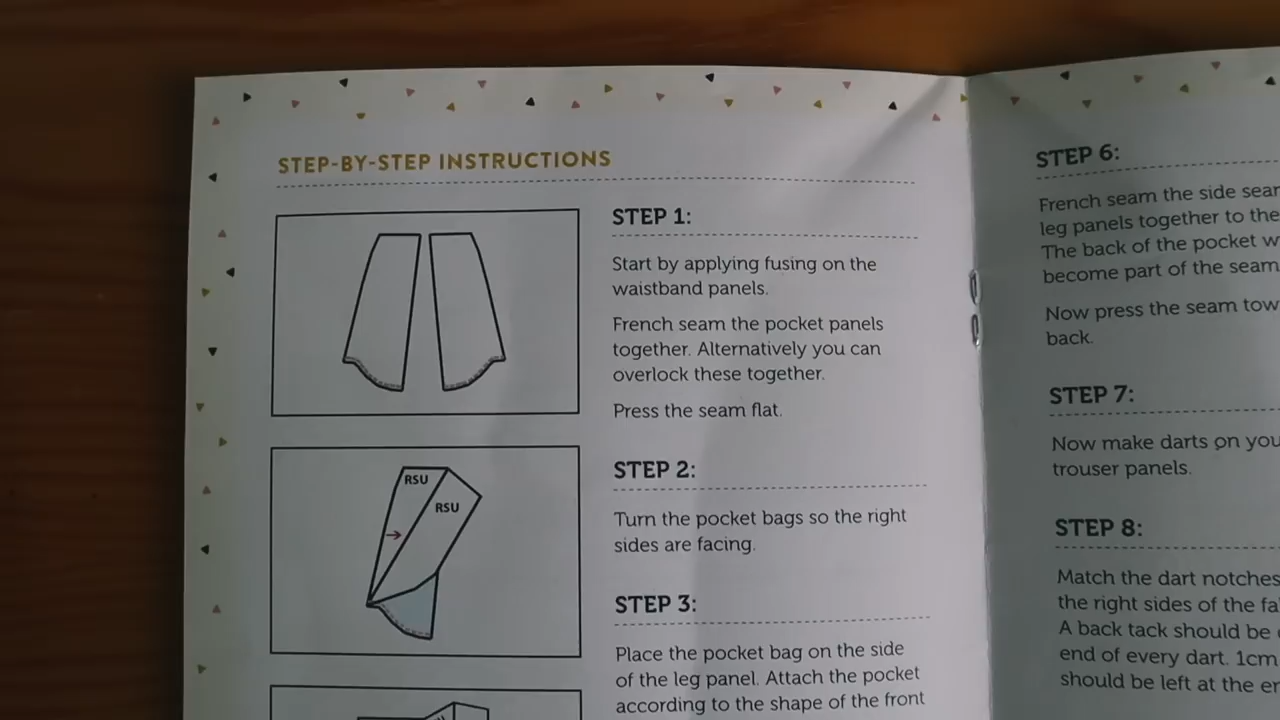 STEP-BY-STEP INSTRUCTIONS
STEP 1:
Start by applying fusing on the
waistband panels.
French seam the pocket panels
together. Alternatively you can
overlock these together.
Press the seam flat.
RSU
RSU
STEP 2:
Turn the pocket bags so the right
sides are facing.
STEP 3:
Place the pocket bag on the side
of the leg panel. Attach the pocket
according to the shape of the front
STEP 6:
French seam the side
leg panels together to the
The back of the pocket
become part of the seam
Now press the seam
back.
STEP 7:
Now make darts on
trouser panels.
STEP 8:
Match the dart notches
the right sides of the
A back tack should be
end of every dart. 1cm
should be left at the